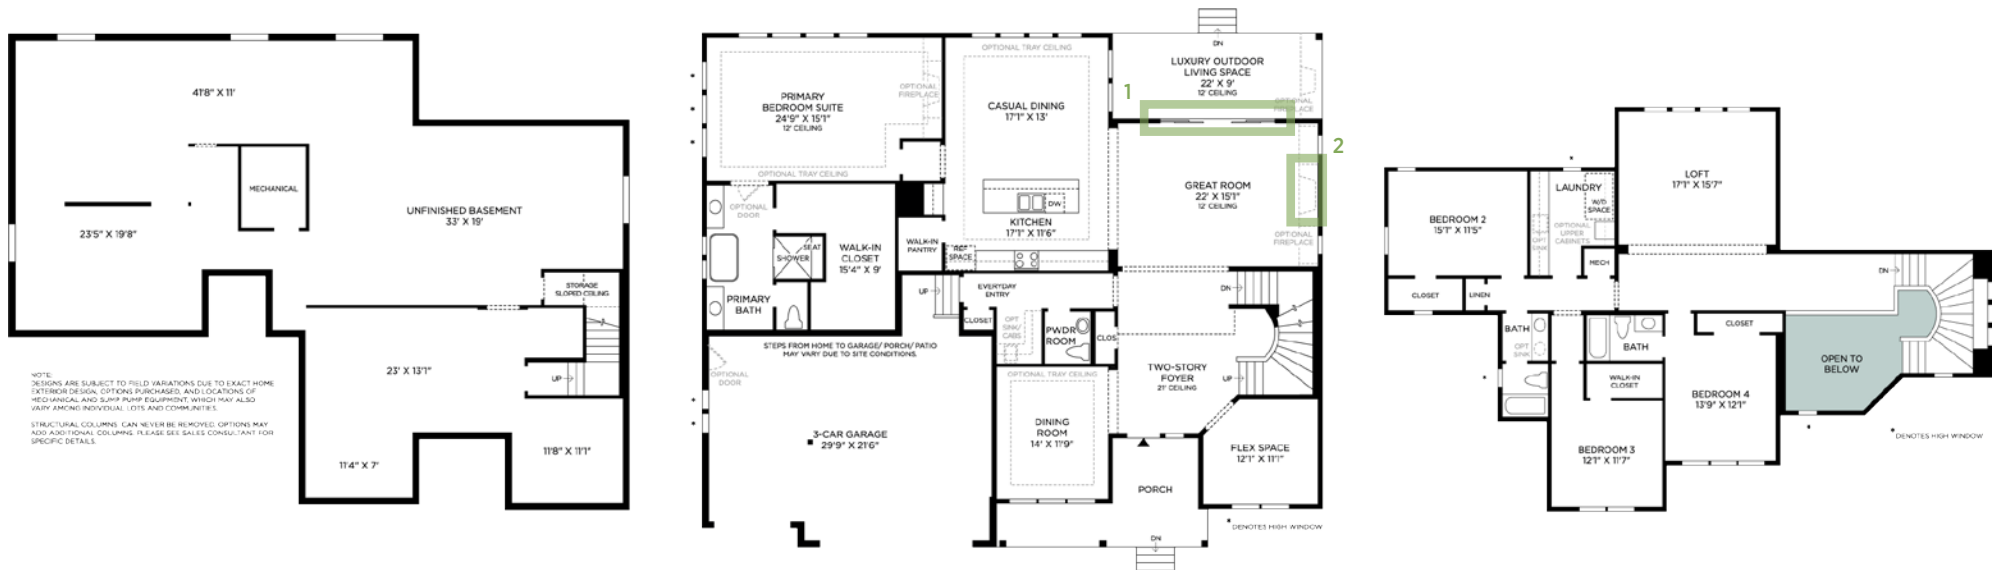 41'8" X 11'
MECHANICAL
UNFINISHED BASEMENT
33' X 19'
23'5" X 19'8"
STORAGE
SLOPED CEILING
23' X 13'1"
UP
11'4" X 7'
11'8" X 11'1"
NOTE:
DESIGNS ARE SUBJECT TO FIELD VARIATIONS DUE TO EXACT HOME
EXTERIOR DESIGN, OPTIONS PURCHASED, AND LOCATIONS OF
MECHANICAL AND SUMP PUMP EQUIPMENT, WHICH MAY ALSO
VARY AMONG INDIVIDUAL LOTS AND COMMUNITIES.
STRUCTURAL COLUMNS CAN NEVER BE REMOVED. OPTIONS MAY
ADD ADDITIONAL COLUMNS. PLEASE SEE SALES CONSULTANT FOR
SPECIFIC DETAILS.
DN
OPTIONAL TRAY CEILING
LUXURY OUTDOOR
LIVING SPACE
22' X 9'
12' CEILING
OPTIONAL
FIREPLACE
1
PRIMARY
BEDROOM SUITE
24'9" X 15'1"
12' CEILING
OPTIONAL
FIREPLACE
OPTIONAL TRAY CEILING
CASUAL DINING
17'1" X 13'
2
GREAT ROOM
22' X 15'1"
12' CEILING
OPTIONAL
FIREPLACE
OPTIONAL
DOOR
DW
KITCHEN
17'1" X 11'6"
WALK-IN
PANTRY
REF
SPACE
SEAT
SHOWER
WALK-IN
CLOSET
15'4" X 9'
PRIMARY
BATH
UP
EVERYDAY
ENTRY
CLOSET
OPT
SINK/
CABS
PWDR
ROOM
CLOS
DN
STEPS FROM HOME TO GARAGE/ PORCH/ PATIO
MAY VARY DUE TO SITE CONDITIONS.
OPTIONAL
DOOR
OPTIONAL TRAY CEILING
TWO-STORY
FOYER
21' CEILING
UP
3-CAR GARAGE
29'9" X 21'6"
DINING
ROOM
14' X 11'9"
FLEX SPACE
12'1" X 11'1"
PORCH
DN
* DENOTES HIGH WINDOW
LOFT
17'1" X 15'7"
LAUNDRY
W/D
SPACE
OPTIONAL
UPPER
CABINETS
OPT
SINK
BEDROOM 2
15'1" X 11'5"
MECH
CLOSET
LINEN
DN
BATH
OPT
SINK
BATH
CLOSET
WALK-IN
CLOSET
BEDROOM 4
13'9" X 12'1"
OPEN TO
BELOW
BEDROOM 3
12'1" X 11'7"
* DENOTES HIGH WINDOW